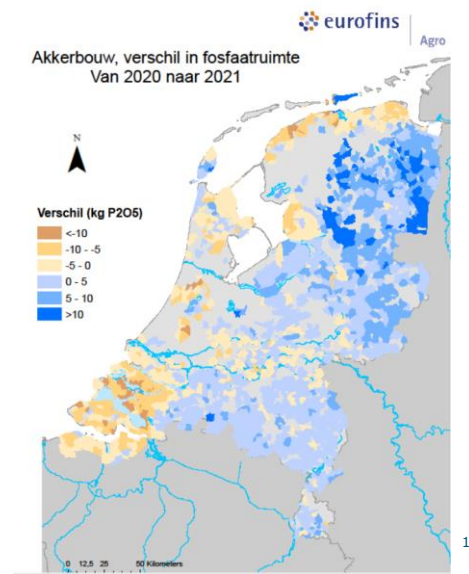 eurofins
Agro
Akkerbouw, verschil in fosfaatruimte
Van 2020 naar 2021
N
Verschil (kg P2O5)
<-10
-10 - -5
-5 - 0
0 - 5
5 - 10
>10
1
0 12,5 25 50 Kilometers